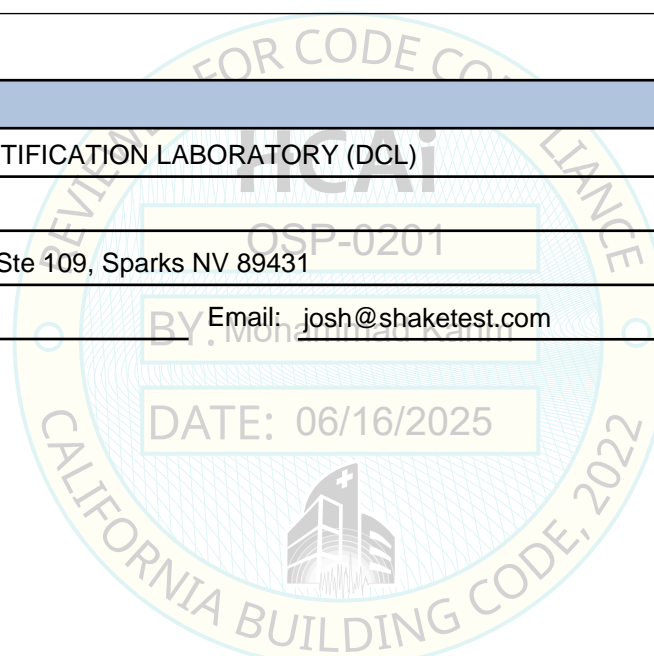 REVIEWED FOR CODE COMPLIANCE
HCAi
TIFICATION LABORATORY (DCL)
OSP-0201
Ste 109, Sparks NV 89431
BY: Mohammad Karim
Email: josh@shaketest.com
DATE: 06/16/2025
CALIFORNIA BUILDING CODE, 2022